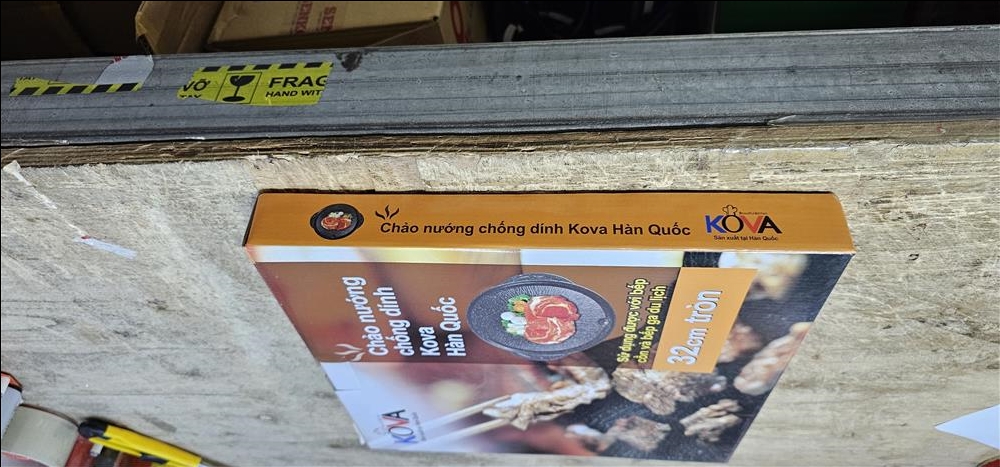 VỠ
FRAG
HAND WIT
Chảo nướng chống dính Kova Hàn Quốc
KOVA
Sản xuất tại Hàn Quốc
Chảo nướng
chống dính
Kova
Hàn Quốc
sử dụng được với bếp
cồn và bếp ga du lịch
32cm tròn
KOVA